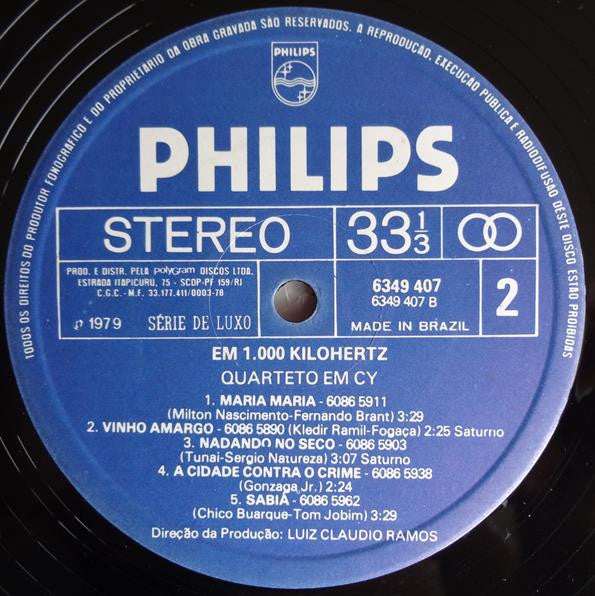 TODOS OS DIREITOS DO PRODUTOR FONOGRÁFICO E DO PROPRIETÁRIO DA OBRA GRAVADA SÃO RESERVADOS. A REPRODUÇÃO, EXECUÇÃO PÚBLICA E RADIODIFUSÃO DÊSTE DISCO ESTÃO PROIBIDAS
PHILIPS
PHILIPS
STEREO
33 1/3
PROD. E DISTR. PELA polyGram DISCOS LTDA.
ESTRADA ITAPICURU, 75 - SCDP-PF 159/RJ
C.G.C. - M.F. 33.177.411/0003-78
6349 407
6349 407 B
2
℗ 1979 SÉRIE DE LUXO
MADE IN BRAZIL
EM 1.000 KILOHERTZ
QUARTETO EM CY
1. MARIA MARIA - 6086 5911
(Milton Nascimento-Fernando Brant) 3:29
2. VINHO AMARGO - 6086 5890 (Kledir Ramil-Fogaça) 2:25 Saturno
3. NADANDO NO SECO - 6086 5903
(Tunai-Sergio Natureza) 3:07 Saturno
4. A CIDADE CONTRA O CRIME - 6086 5938
(Gonzaga Jr.) 2:24
5. SABIÁ - 6086 5962
(Chico Buarque-Tom Jobim) 3:29
Direção da Produção: LUIZ CLAUDIO RAMOS